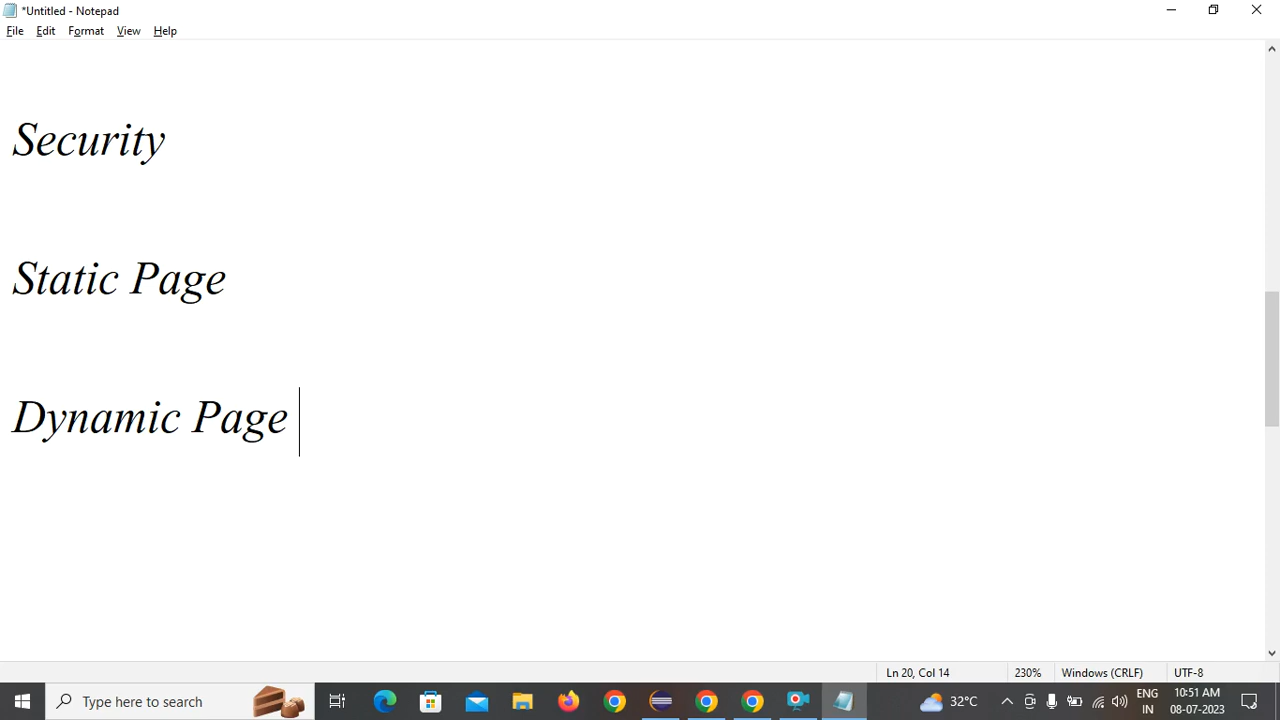 *Untitled - Notepad
File Edit Format View Help
Security
Static Page
Dynamic Page
Ln 20, Col 14 230% Windows (CRLF) UTF-8
Type here to search 32°C ENG 10:51 AM
IN 08-07-2023